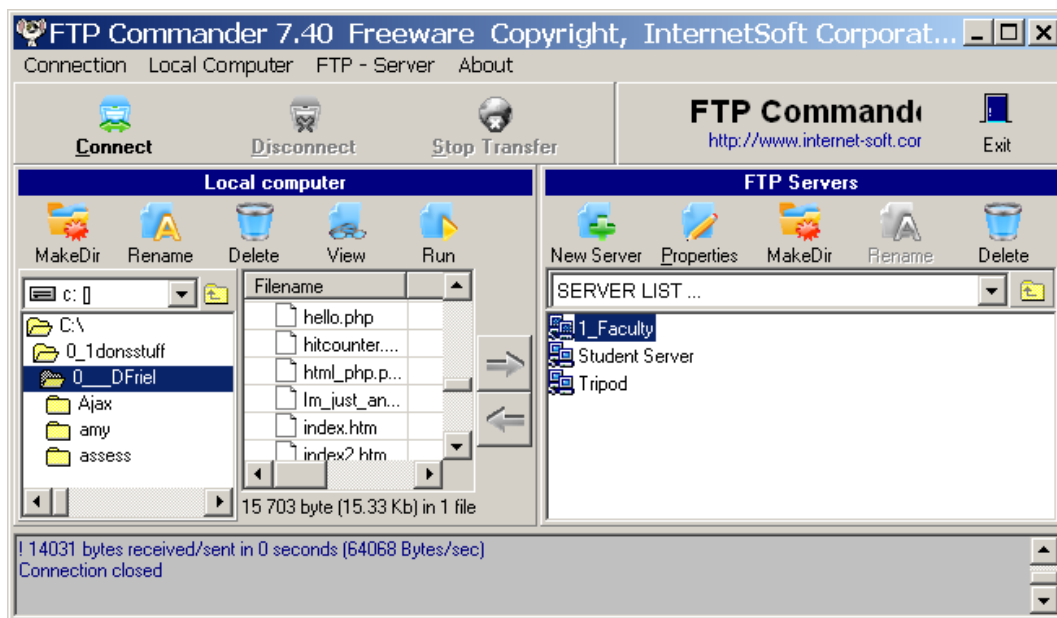 FTP Commander 7.40 Freeware Copyright, InternetSoft Corporat...
Connection Local Computer FTP - Server About
Connect Disconnect Stop Transfer
FTP Command
http://www.internet-soft.cor
Exit
Local computer
MakeDir Rename Delete View Run
c: []
C:\
0_1donsstuff
0___DFriel
Ajax
amy
assess
Filename
hello.php
hitcounter....
html_php.p...
Im_just_an...
index.htm
index2.htm
15 703 byte (15.33 Kb) in 1 file
FTP Servers
New Server Properties MakeDir Rename Delete
SERVER LIST ...
1_Faculty
Student Server
Tripod
! 14031 bytes received/sent in 0 seconds (64068 Bytes/sec)
Connection closed